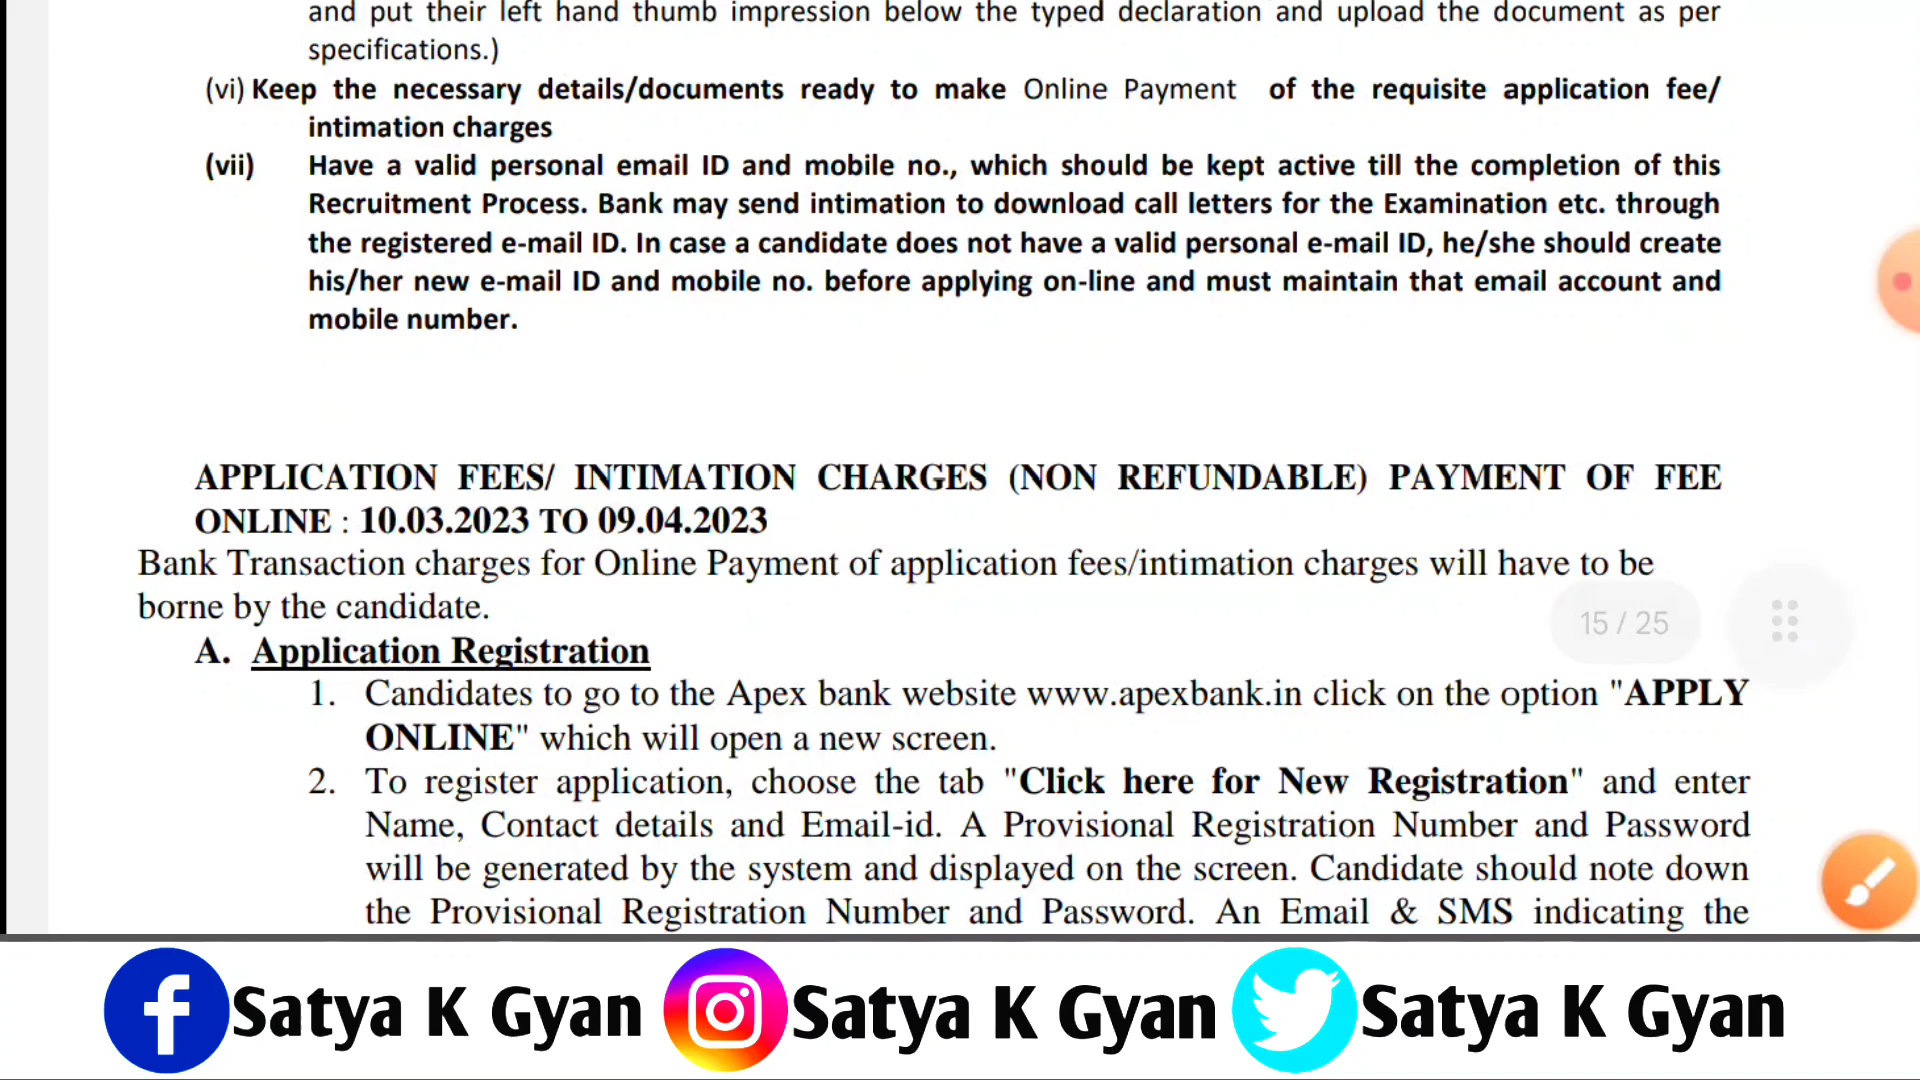 and put their left hand thumb impression below the typed declaration and upload the document as per
specifications.)
(vi) Keep the necessary details/documents ready to make Online Payment of the requisite application fee/
intimation charges
(vii) Have a valid personal email ID and mobile no., which should be kept active till the completion of this
Recruitment Process. Bank may send intimation to download call letters for the Examination etc. through
the registered e-mail ID. In case a candidate does not have a valid personal e-mail ID, he/she should create
his/her new e-mail ID and mobile no. before applying on-line and must maintain that email account and
mobile number.
APPLICATION FEES/ INTIMATION CHARGES (NON REFUNDABLE) PAYMENT OF FEE
ONLINE : 10.03.2023 TO 09.04.2023
Bank Transaction charges for Online Payment of application fees/intimation charges will have to be
borne by the candidate.
15 / 25
A. Application Registration
1. Candidates to go to the Apex bank website www.apexbank.in click on the option "APPLY
ONLINE" which will open a new screen.
2. To register application, choose the tab "Click here for New Registration" and enter
Name, Contact details and Email-id. A Provisional Registration Number and Password
will be generated by the system and displayed on the screen. Candidate should note down
the Provisional Registration Number and Password. An Email & SMS indicating the
Satya K Gyan Satya K Gyan Satya K Gyan